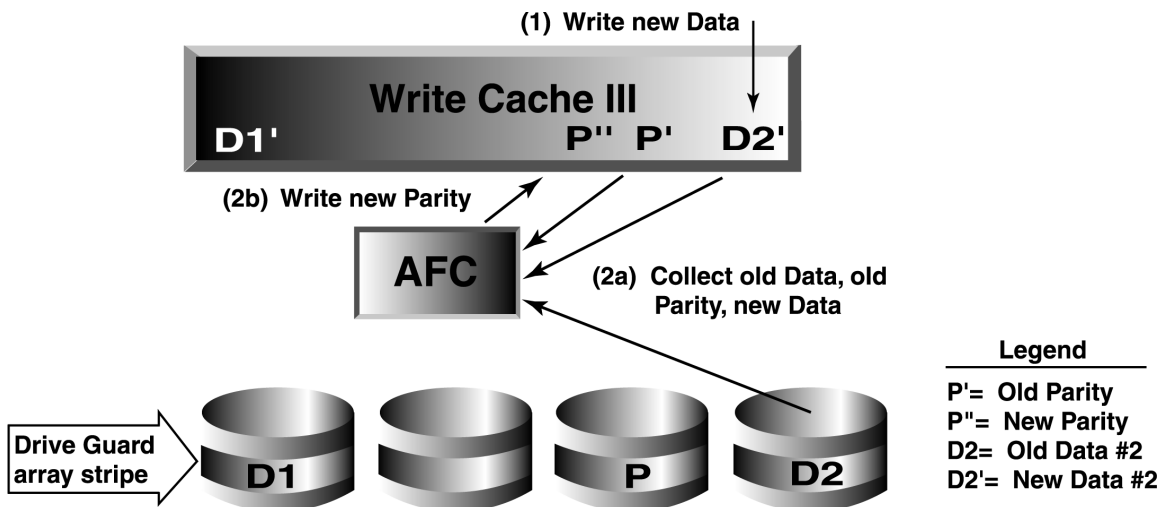 (1) Write new Data
Write Cache III
D1' P'' P' D2'
(2b) Write new Parity
AFC
(2a) Collect old Data, old
Parity, new Data
Legend
P'= Old Parity
P"= New Parity
D2= Old Data #2
D2'= New Data #2
Drive Guard
array stripe
D1 P D2